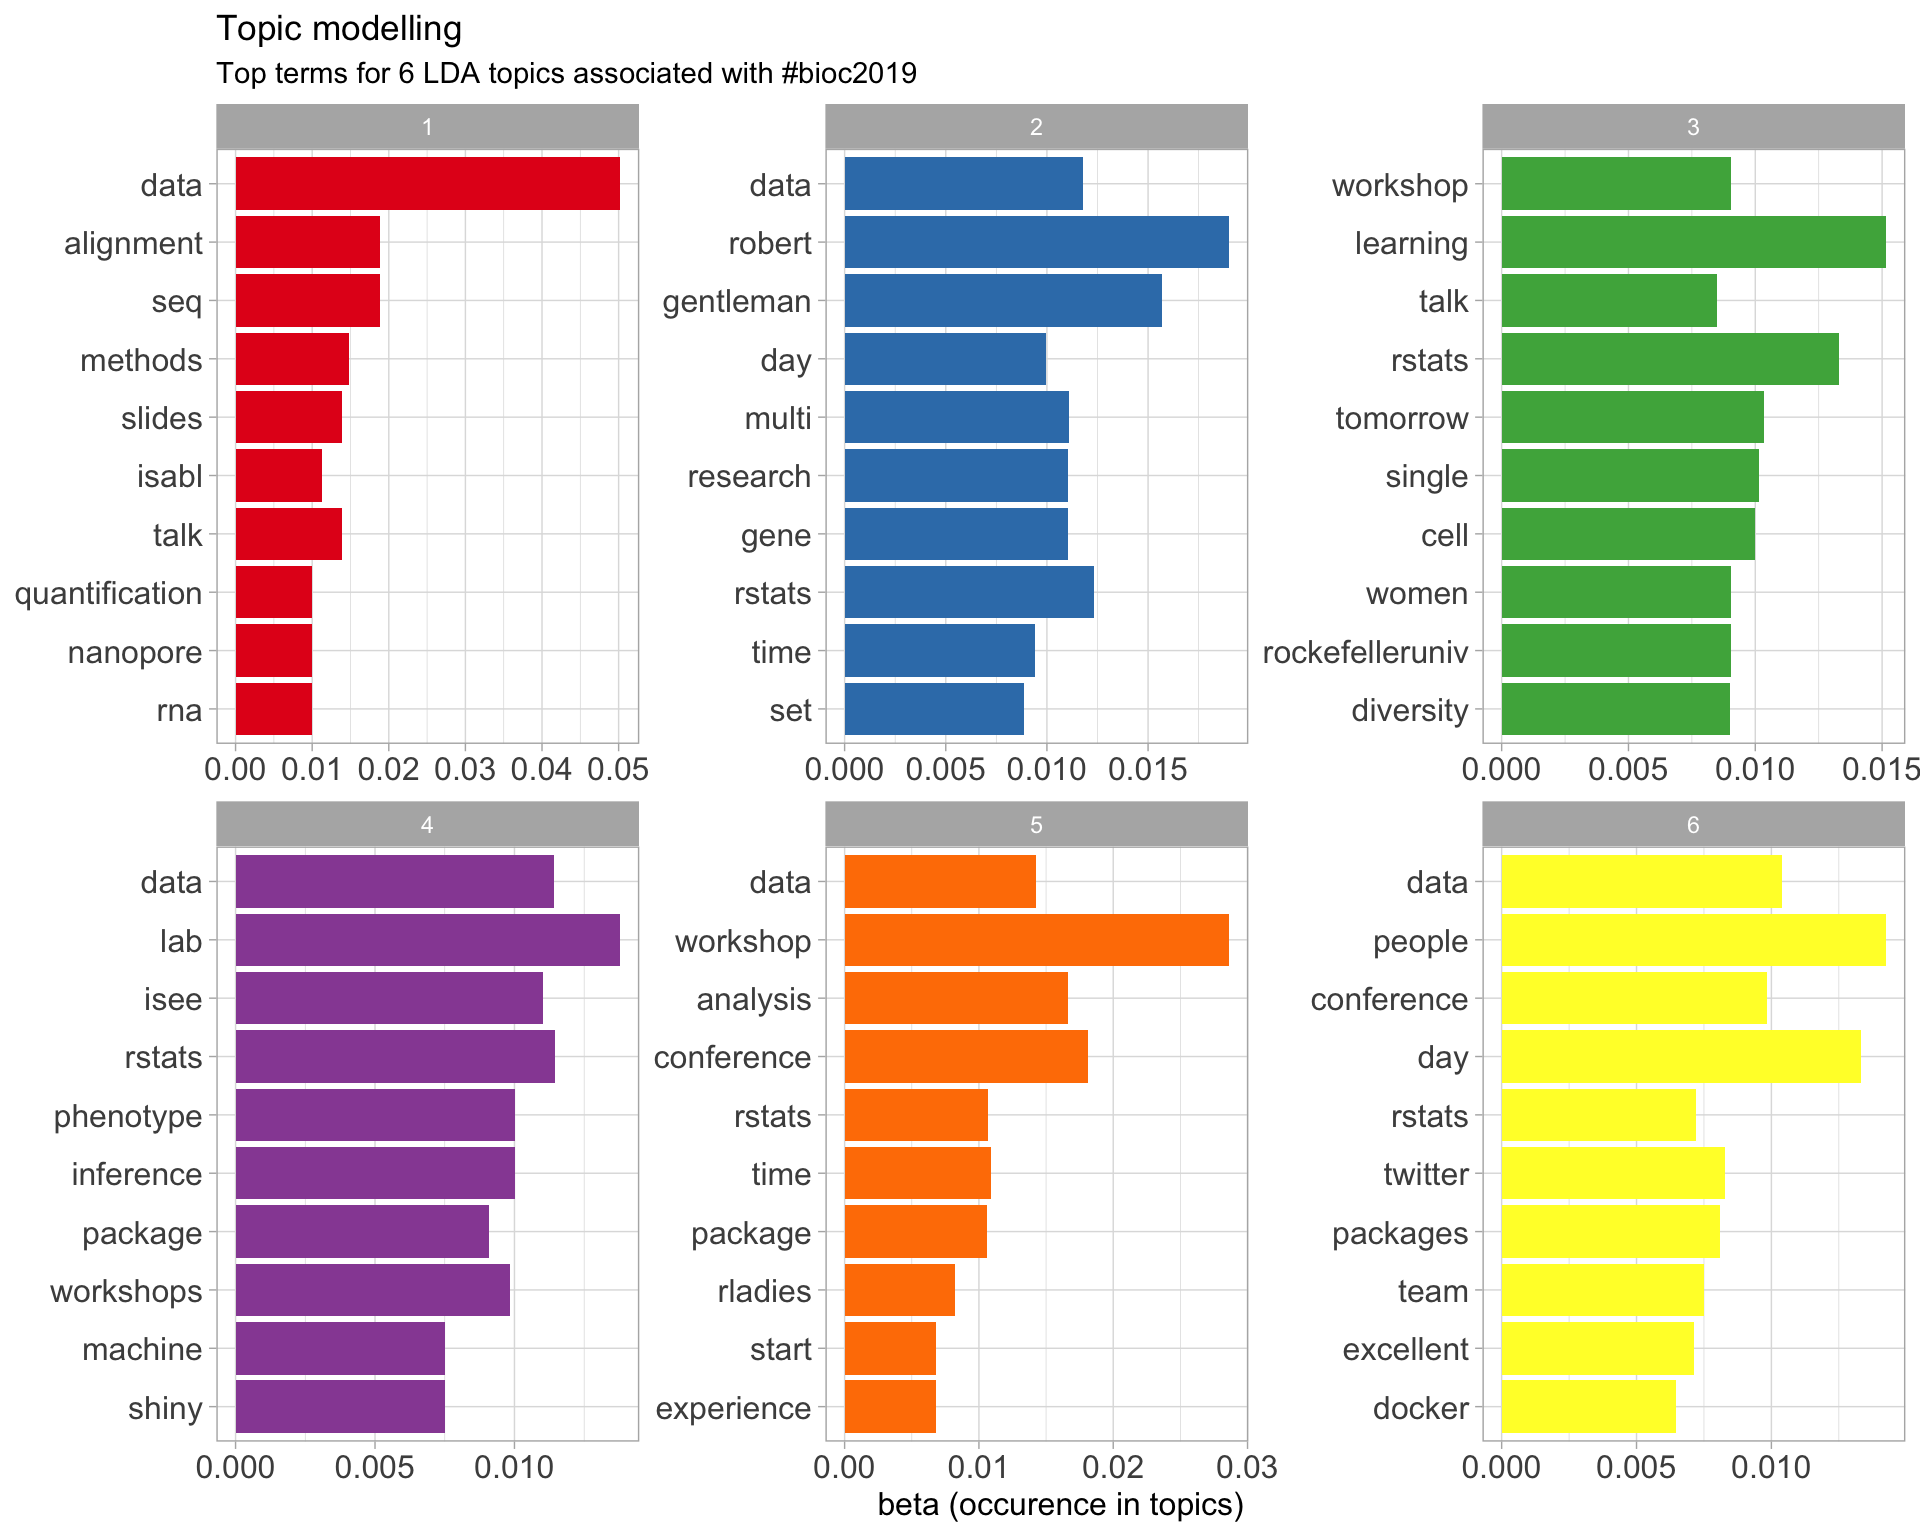 Topic modelling
Top terms for 6 LDA topics associated with #bioc2019
1
data
alignment
seq
methods
slides
isabl
talk
quantification
nanopore
rna
0.00 0.01 0.02 0.03 0.04 0.05
2
data
robert
gentleman
day
multi
research
gene
rstats
time
set
0.000 0.005 0.010 0.015
3
workshop
learning
talk
rstats
tomorrow
single
cell
women
rockefelleruniv
diversity
0.000 0.005 0.010 0.015
4
data
lab
isee
rstats
phenotype
inference
package
workshops
machine
shiny
0.000 0.005 0.010
5
data
workshop
analysis
conference
rstats
time
package
rladies
start
experience
0.00 0.01 0.02 0.03
6
data
people
conference
day
rstats
twitter
packages
team
excellent
docker
0.000 0.005 0.010
beta (occurence in topics)